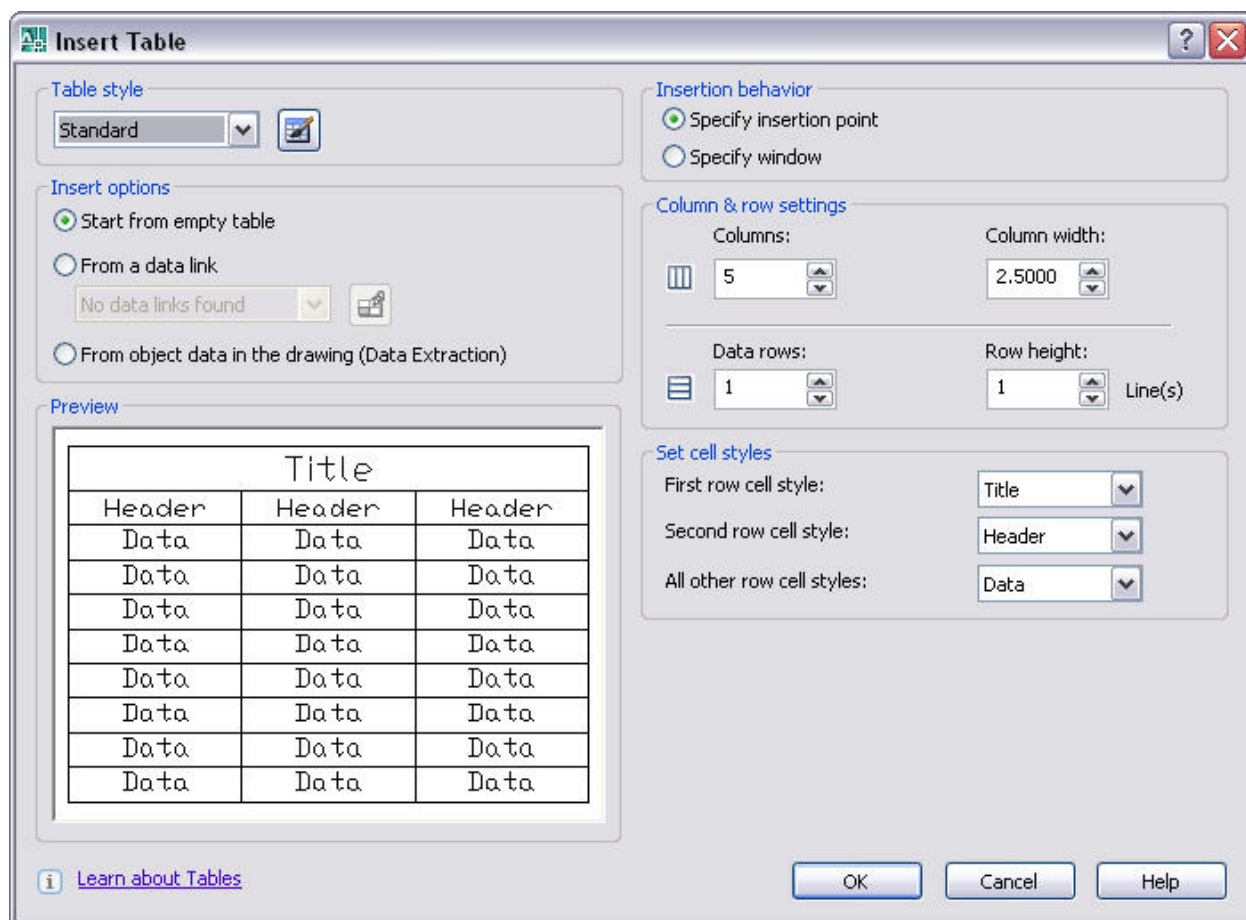 Insert Table
Table style
Standard
Insert options
Start from empty table
From a data link
No data links found
From object data in the drawing (Data Extraction)
Preview
Title
Header Header Header
Data Data Data
Data Data Data
Data Data Data
Data Data Data
Data Data Data
Data Data Data
Data Data Data
Data Data Data
Insertion behavior
Specify insertion point
Specify window
Column & row settings
Columns: Column width:
5 2.5000
Data rows: Row height:
1 1 Line(s)
Set cell styles
First row cell style: Title
Second row cell style: Header
All other row cell styles: Data
Learn about Tables
OK Cancel Help